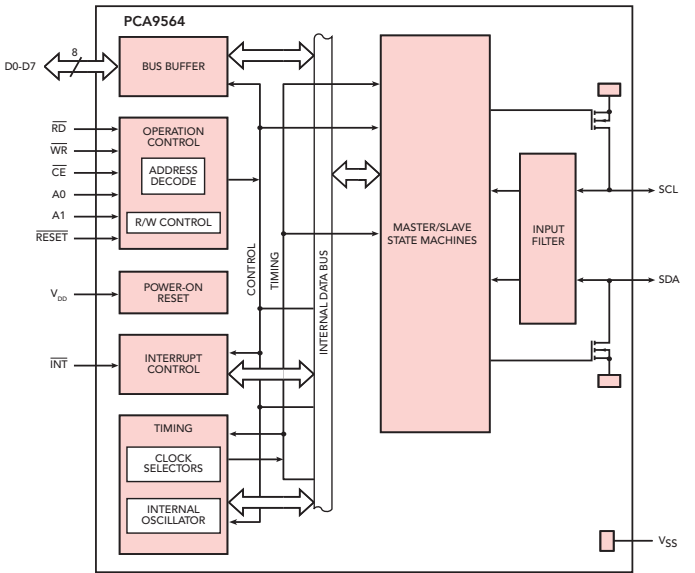 PCA9564
8
D0-D7
BUS BUFFER
RD
WR
CE
A0
A1
RESET
OPERATION
CONTROL
ADDRESS
DECODE
R/W CONTROL
CONTROL
TIMING
INTERNAL DATA BUS
MASTER/SLAVE
STATE MACHINES
INPUT
FILTER
SCL
SDA
VDD
POWER-ON
RESET
INT
INTERRUPT
CONTROL
TIMING
CLOCK
SELECTORS
INTERNAL
OSCILLATOR
VSS